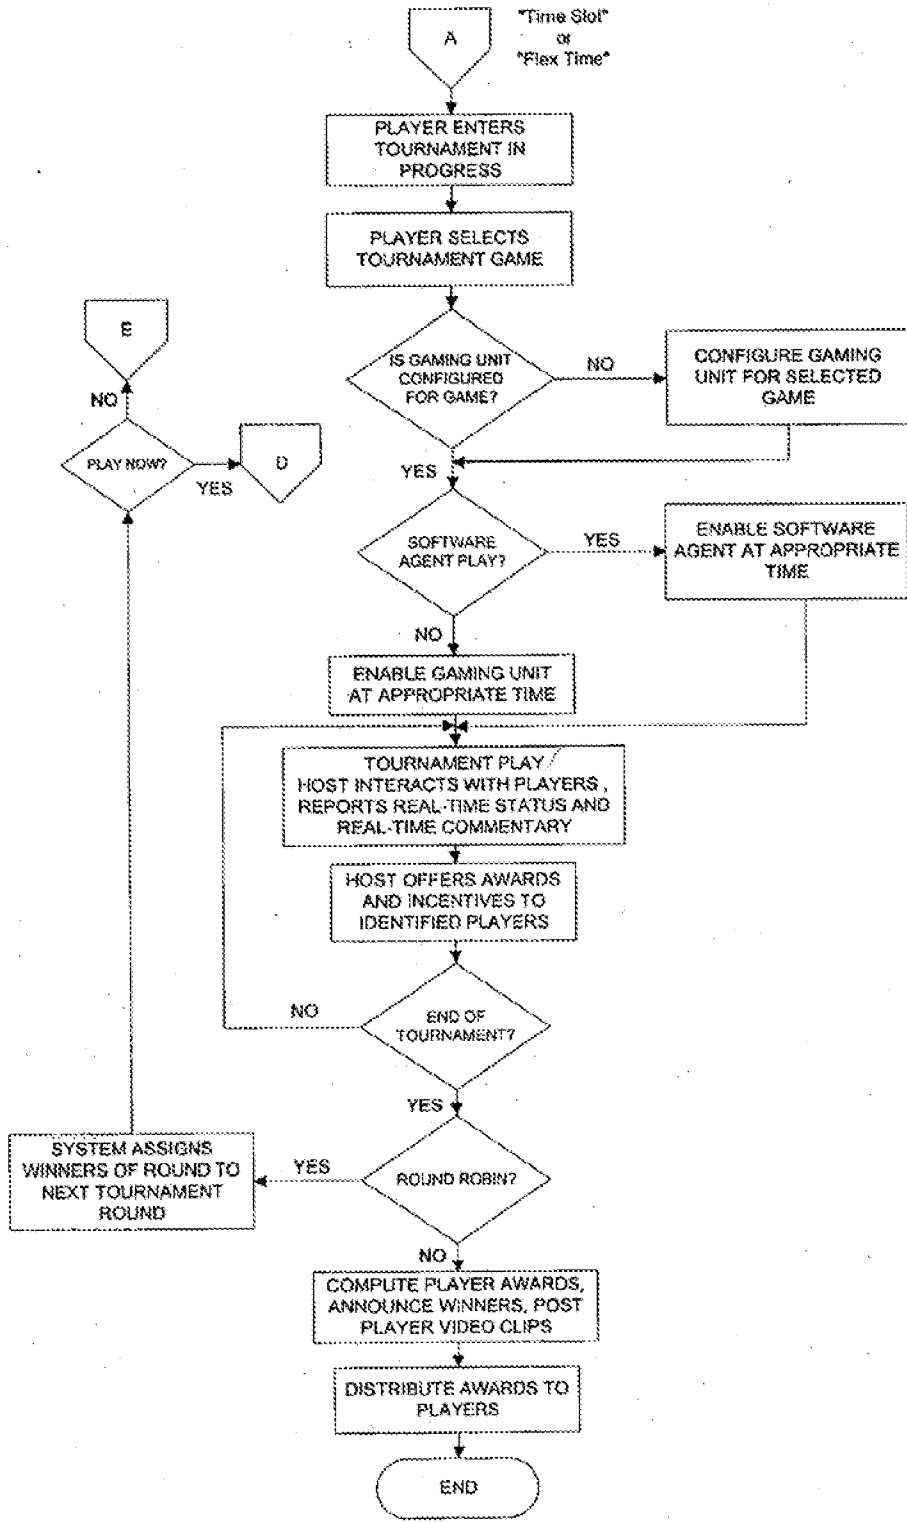 A
"Time Slot"
or
"Flex Time"
PLAYER ENTERS
TOURNAMENT IN
PROGRESS
PLAYER SELECTS
TOURNAMENT GAME
IS GAMING UNIT
CONFIGURED
FOR GAME?
NO
CONFIGURE GAMING
UNIT FOR SELECTED
GAME
YES
E
NO
PLAY NOW?
YES
D
SOFTWARE
AGENT PLAY?
YES
ENABLE SOFTWARE
AGENT AT APPROPRIATE
TIME
NO
ENABLE GAMING UNIT
AT APPROPRIATE TIME
TOURNAMENT PLAY
HOST INTERACTS WITH PLAYERS,
REPORTS REAL-TIME STATUS AND
REAL-TIME COMMENTARY
HOST OFFERS AWARDS
AND INCENTIVES TO
IDENTIFIED PLAYERS
NO
END OF
TOURNAMENT?
YES
SYSTEM ASSIGNS
WINNERS OF ROUND TO
NEXT TOURNAMENT
ROUND
YES
ROUND ROBIN?
NO
COMPUTE PLAYER AWARDS,
ANNOUNCE WINNERS, POST
PLAYER VIDEO CLIPS
DISTRIBUTE AWARDS TO
PLAYERS
END